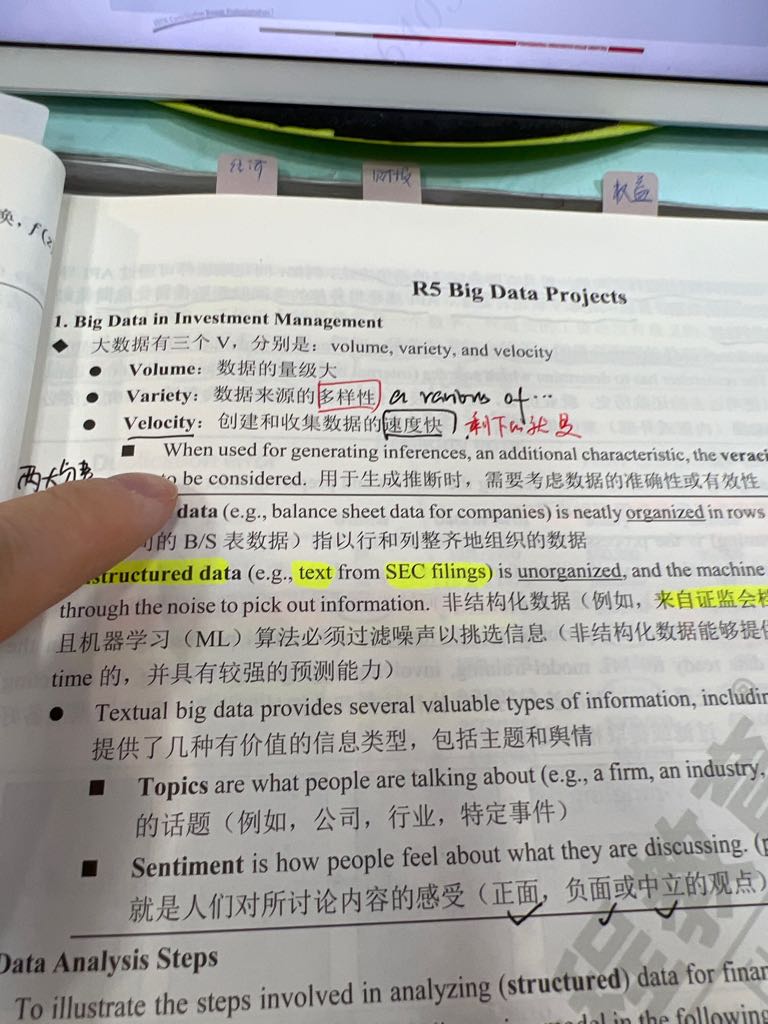 经济
权益
R5 Big Data Projects
1. Big Data in Investment Management
◆ 大数据有三个 V，分别是：volume, variety, and velocity
● Volume：数据的量级大
● Variety：数据来源的多样性 a various of…
● Velocity：创建和收集数据的速度快 剩下的就是
■ When used for generating inferences, an additional characteristic, the
两大分类
be considered. 用于生成推断时，需要考虑数据的准确性或有效性
data (e.g., balance sheet data for companies) is neatly organized in rows
的 B/S 表数据）指以行和列整齐地组织的数据
structured data (e.g., text from SEC filings) is unorganized, and the machine
through the noise to pick out information. 非结构化数据（例如，来自证监会
且机器学习（ML）算法必须过滤噪声以挑选信息（非结构化数据能够提
time 的，并具有较强的预测能力）
● Textual big data provides several valuable types of information,
提供了几种有价值的信息类型，包括主题和舆情
■ Topics are what people are talking about (e.g., a firm, an industry,
的话题（例如，公司，行业，特定事件）
■ Sentiment is how people feel about what they are discussing.
就是人们对所讨论内容的感受（正面，负面或中立的观点）
Data Analysis Steps
To illustrate the steps involved in analyzing (structured) data for
model in the following